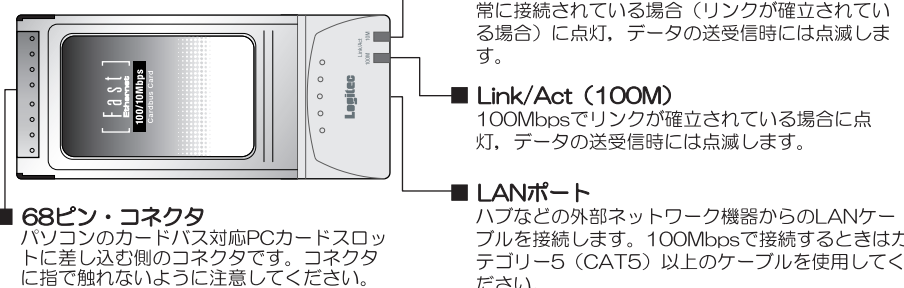 常に接続されている場合（リンクが確立されてい
る場合）に点灯，データの送受信時には点滅しま
す。
Link/Act（100M）
100Mbpsでリンクが確立されている場合に点
灯，データの送受信時には点滅します。
LANポート
ハブなどの外部ネットワーク機器からのLANケー
ブルを接続します。100Mbpsで接続するときはカ
テゴリー5（CAT5）以上のケーブルを使用してく
ださい。
[ Fast ]
Ethernet
100/10Mbps
Cardbus Card
Logitec
Link/Act
100M 10M
68ピン・コネクタ
パソコンのカードバス対応PCカードスロッ
トに差し込む側のコネクタです。コネクタ
に指で触れないように注意してください。